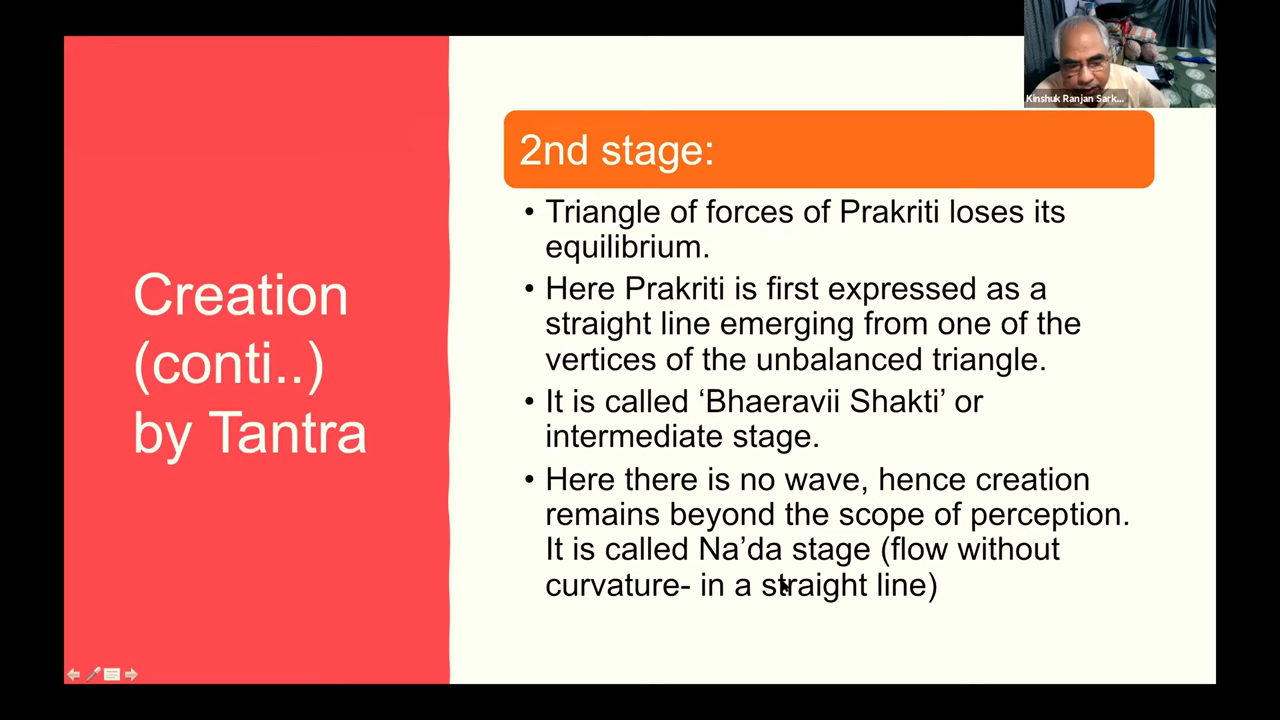 Kinshuk Ranjan Sark...
2nd stage:
• Triangle of forces of Prakriti loses its
equilibrium.
• Here Prakriti is first expressed as a
straight line emerging from one of the
vertices of the unbalanced triangle.
• It is called ‘Bhaeravii Shakti’ or
intermediate stage.
• Here there is no wave, hence creation
remains beyond the scope of perception.
It is called Na’da stage (flow without
curvature- in a straight line)
Creation
(conti..)
by Tantra